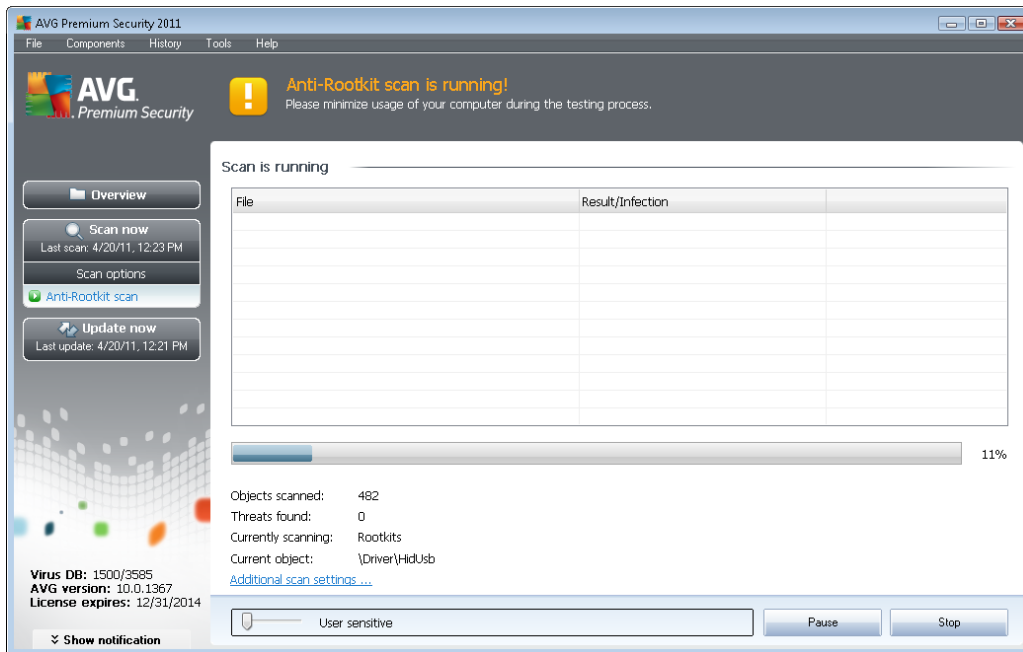 AVG Premium Security 2011
File Components History Tools Help
AVG.
Premium Security
Anti-Rootkit scan is running!
Please minimize usage of your computer during the testing process.
Overview
Scan now
Last scan: 4/20/11, 12:23 PM
Scan options
Anti-Rootkit scan
Update now
Last update: 4/20/11, 12:21 PM
Virus DB: 1500/3585
AVG version: 10.0.1367
License expires: 12/31/2014
Show notification
Scan is running
File Result/Infection
11%
Objects scanned: 482
Threats found: 0
Currently scanning: Rootkits
Current object: \Driver\HidUsb
Additional scan settings ...
User sensitive
Pause Stop